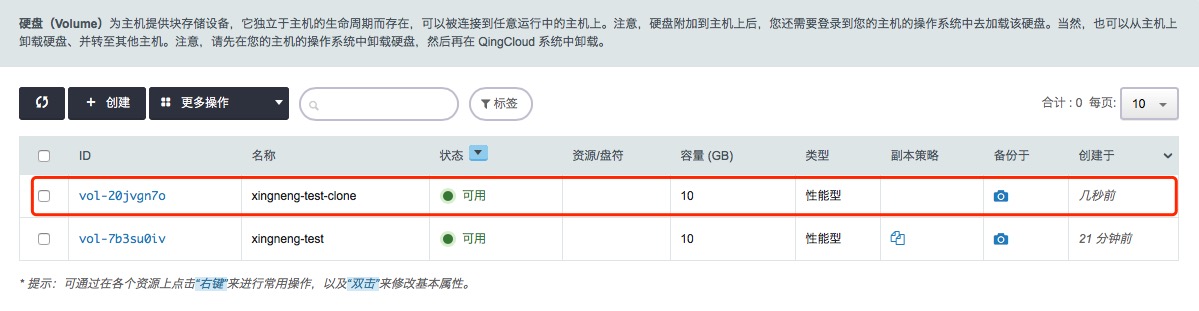 硬盘（Volume）为主机提供块存储设备，它独立于主机的生命周期而存在，可以被连接到任意运行中的主机上。注意，硬盘附加到主机上后，您还需要登录到您的主机的操作系统中去加载该硬盘。当然，也可以从主机上
卸载硬盘、并转至其他主机。注意，请先在您的主机的操作系统中卸载硬盘，然后再在 QingCloud 系统中卸载。
+ 创建 更多操作 标签 合计 : 0 每页: 10
ID 名称 状态 资源/盘符 容量 (GB) 类型 副本策略 备份于 创建于
vol-20jvgn7o xingneng-test-clone 可用 10 性能型 几秒前
vol-7b3su0iv xingneng-test 可用 10 性能型 21 分钟前
* 提示：可通过在各个资源上点击“右键”来进行常用操作，以及“双击”来修改基本属性。